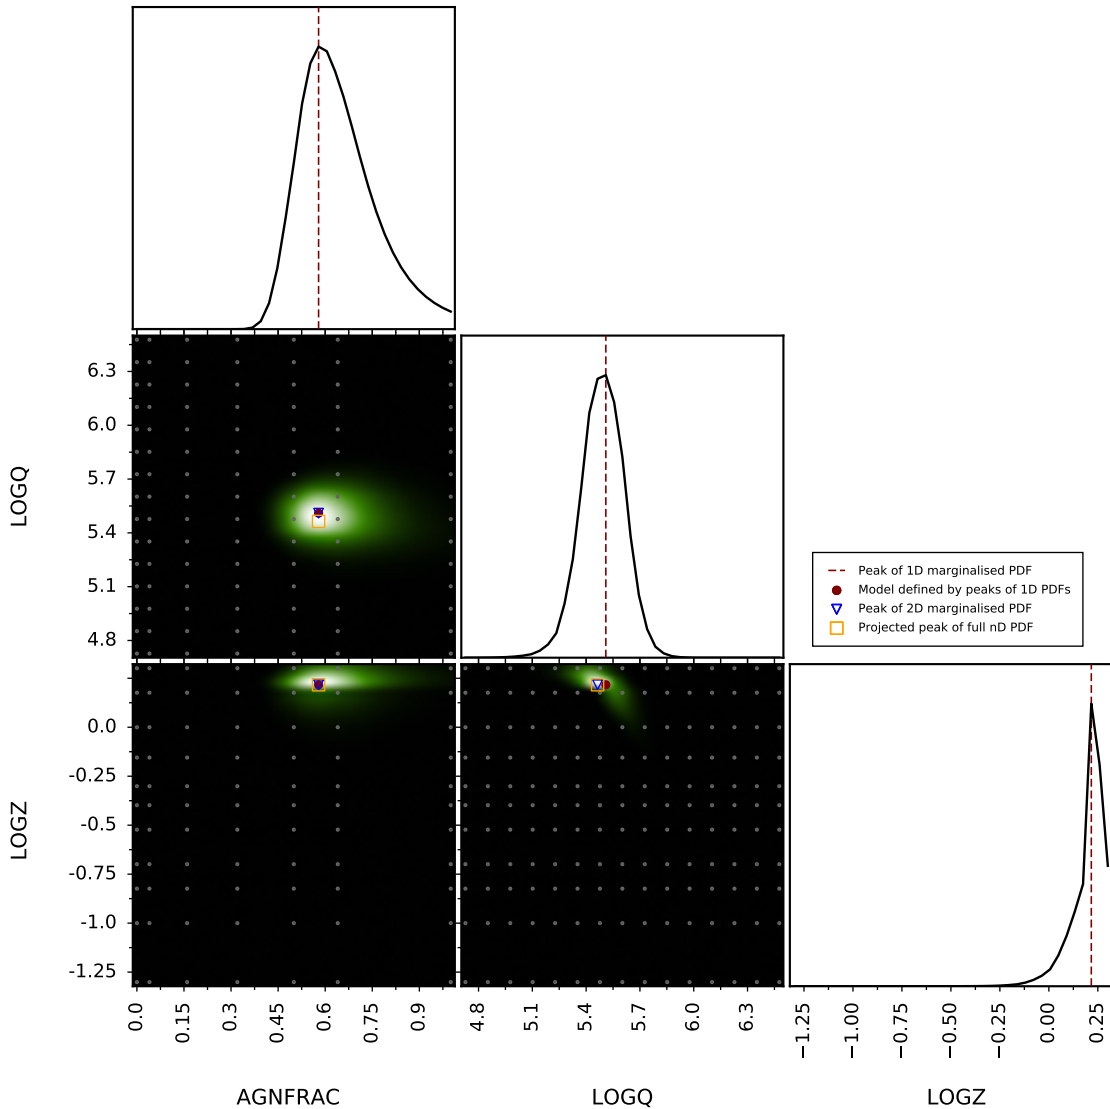 LOGQ
6.3
6.0
5.7
5.4
5.1
4.8
Peak of 1D marginalised PDF
Model defined by peaks of 1D PDFs
Peak of 2D marginalised PDF
Projected peak of full nD PDF
LOGZ
0.0
-0.25
-0.5
-0.75
-1.0
-1.25
0.0 0.15 0.3 0.45 0.6 0.75 0.9
4.8 5.1 5.4 5.7 6.0 6.3
−1.25 −1.00 −0.75 −0.50 −0.25 0.00 0.25
AGNFRAC LOGQ LOGZ